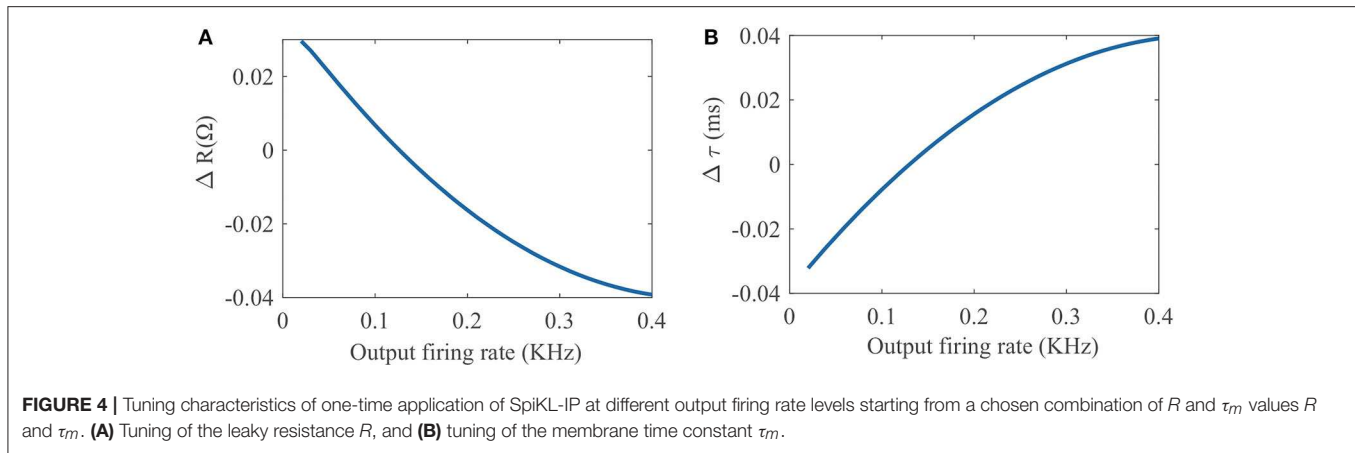 A
0.02
0
-0.02
-0.04
Δ R(Ω)
0
0.1
0.2
0.3
0.4
Output firing rate (KHz)
B
0.04
0.02
0
-0.02
-0.04
Δ τ (ms)
0
0.1
0.2
0.3
0.4
Output firing rate (KHz)
FIGURE 4 | Tuning characteristics of one-time application of SpiKL-IP at different output firing rate levels starting from a chosen combination of R and τm values R
and τm. (A) Tuning of the leaky resistance R, and (B) tuning of the membrane time constant τm.